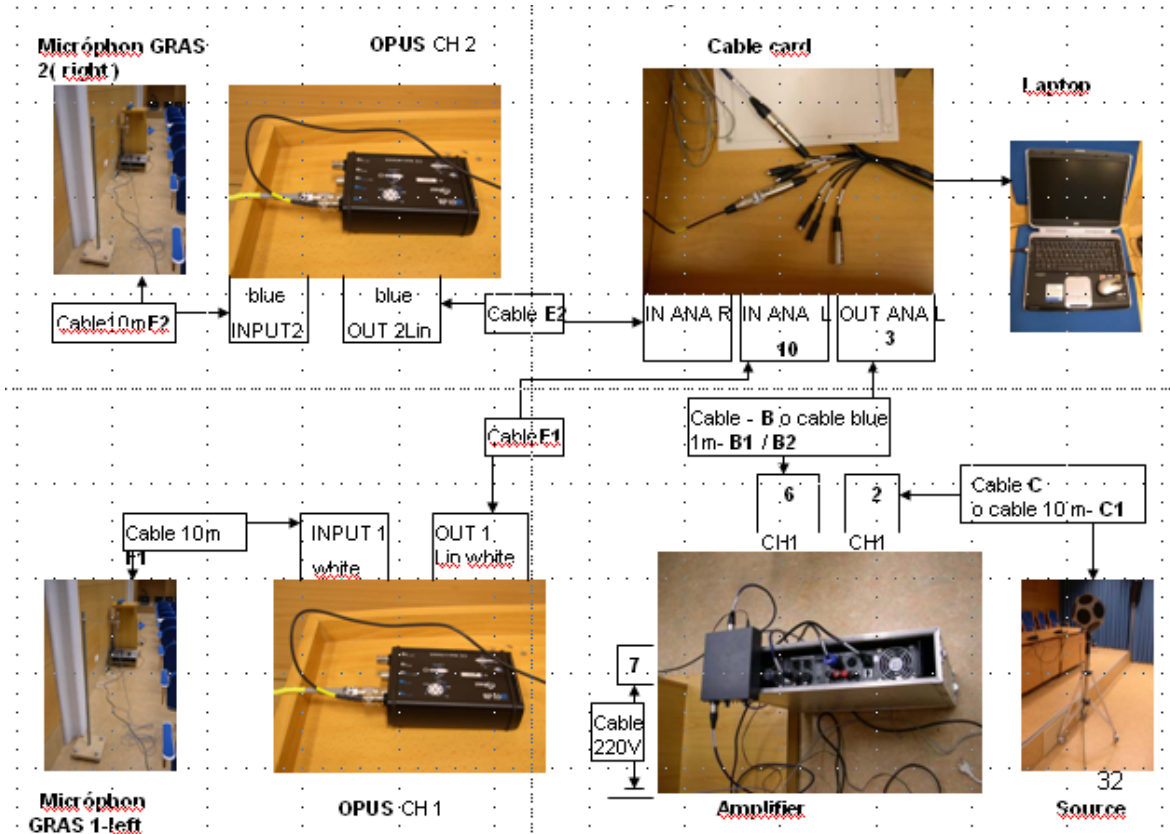 Micróphon GRAS
2( right )
OPUS CH 2
Cable card
Laptop
Cable10m F2
blue
INPUT2
blue
OUT 2Lin
Cable E2
IN ANA R
IN ANA L
10
OUT ANA L
3
Cable E1
Cable - B o cable blue
1m- B1 / B2
6
CH1
2
CH1
Cable C
o cable 10 m- C1
Cable 10m
F1
INPUT 1
white
OUT 1
Lin white
7
Cable
220V
32
Micróphon
GRAS 1-left
OPUS CH 1
Amplifier
Source